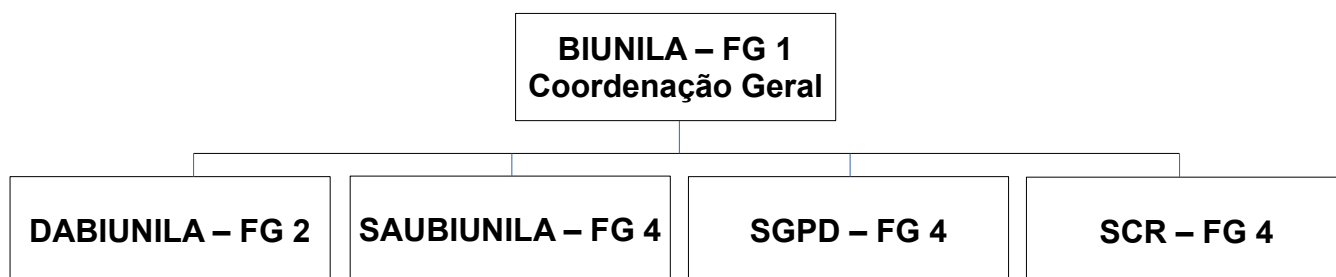 BIUNILA – FG 1
Coordenação Geral
DABIUNILA – FG 2
SAUBIUNILA – FG 4
SGPD – FG 4
SCR – FG 4